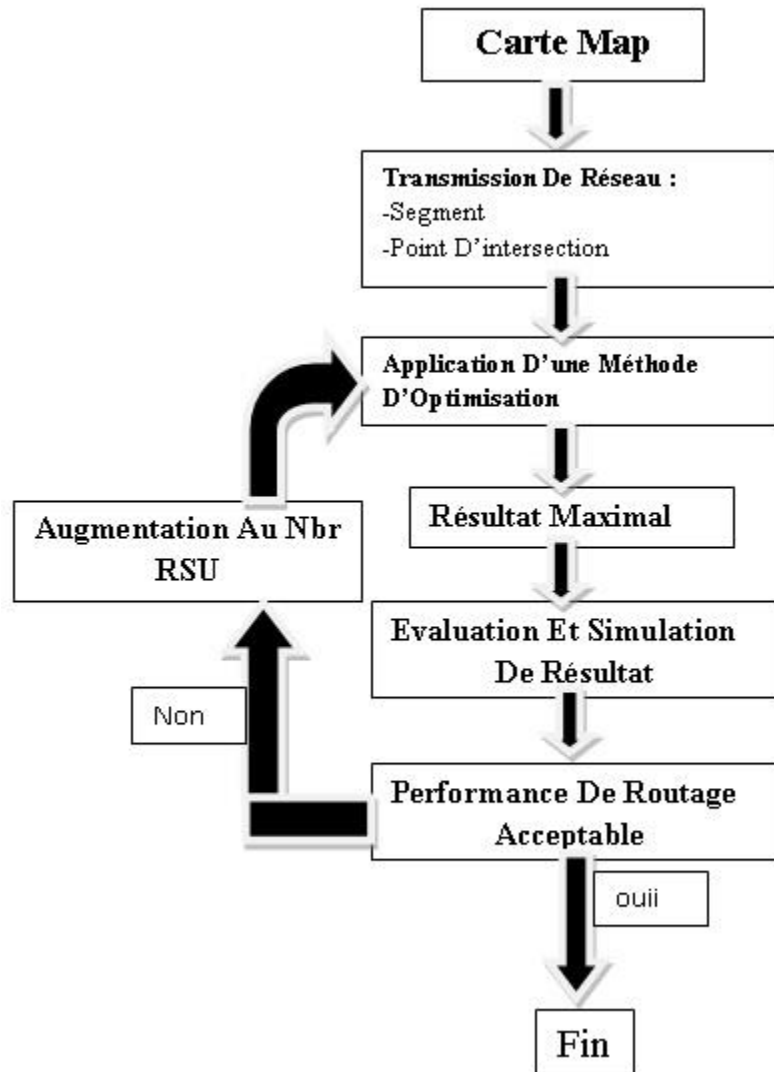 Carte Map
Transmission De Réseau :
-Segment
-Point D'intersection
Application D'une Méthode
D'Optimisation
Augmentation Au Nbr
RSU
Résultat Maximal
Evaluation Et Simulation
De Résultat
Non
Performance De Routage
Acceptable
ouii
Fin